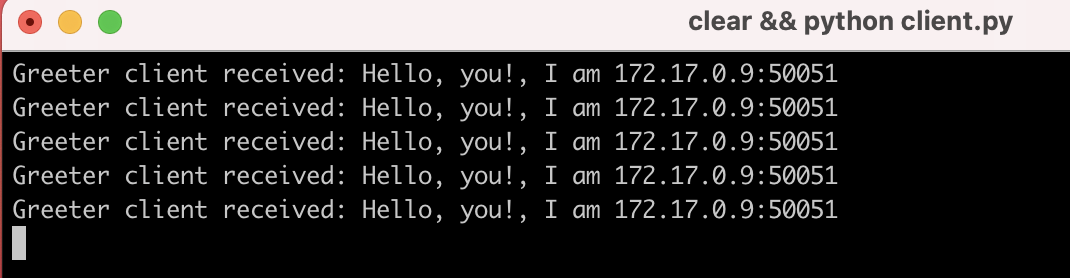 clear && python client.py
Greeter client received: Hello, you!, I am 172.17.0.9:50051
Greeter client received: Hello, you!, I am 172.17.0.9:50051
Greeter client received: Hello, you!, I am 172.17.0.9:50051
Greeter client received: Hello, you!, I am 172.17.0.9:50051
Greeter client received: Hello, you!, I am 172.17.0.9:50051